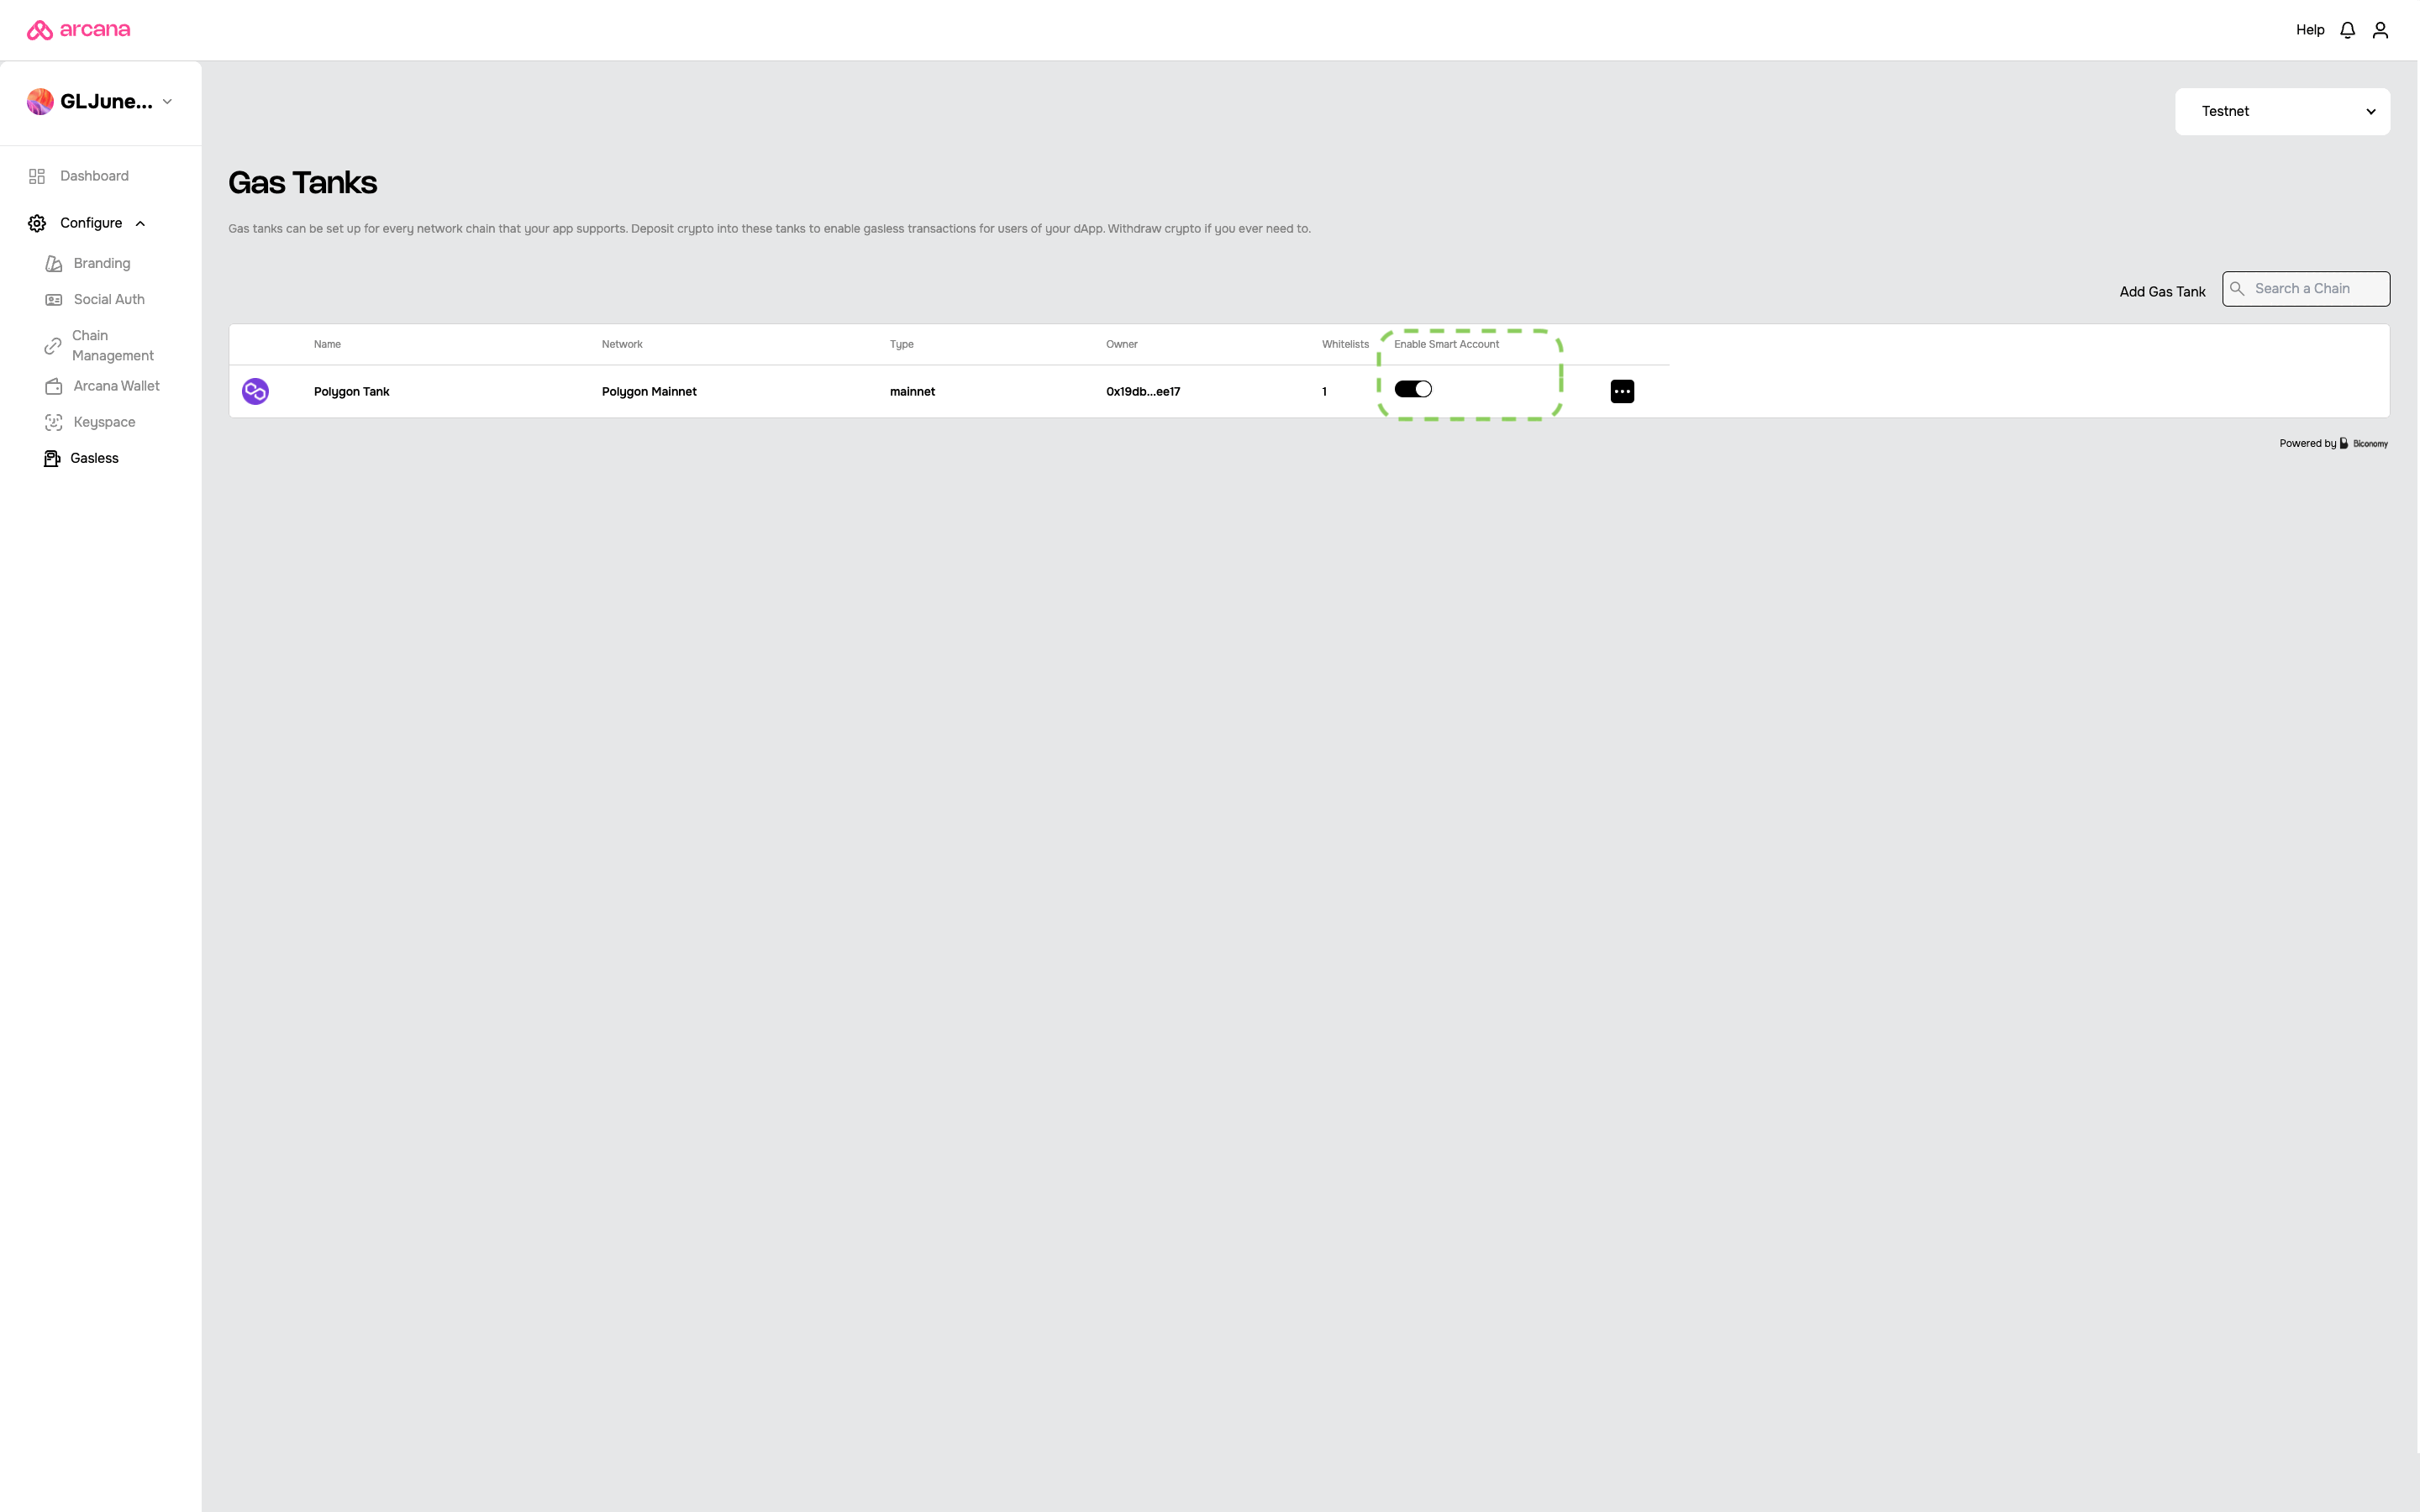 arcana
Help
GLJune...
Testnet
Dashboard
Configure
Branding
Social Auth
Chain
Management
Arcana Wallet
Keyspace
Gasless
Gas Tanks
Gas tanks can be set up for every network chain that your app supports. Deposit crypto into these tanks to enable gasless transactions for users of your dApp. Withdraw crypto if you ever need to.
Add Gas Tank Search a Chain
Name Network Type Owner Whitelists Enable Smart Account
Polygon Tank Polygon Mainnet mainnet 0x19db...ee17 1
Powered by Biconomy